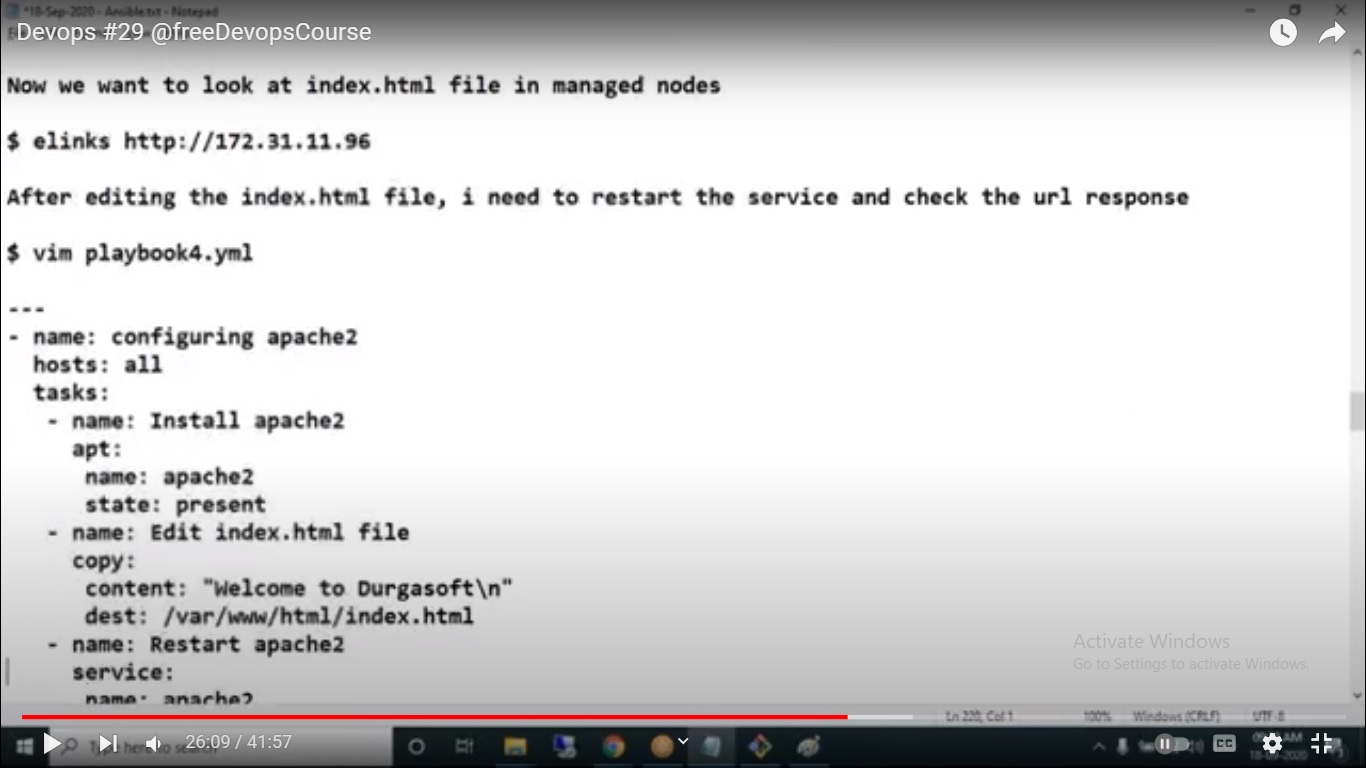 *18-Sep-2020 - Ansible.txt - Notepad
Devops #29 @freeDevopsCourse
Now we want to look at index.html file in managed nodes
$ elinks http://172.31.11.96
After editing the index.html file, i need to restart the service and check the url response
$ vim playbook4.yml
---
- name: configuring apache2
hosts: all
tasks:
- name: Install apache2
apt:
name: apache2
state: present
- name: Edit index.html file
copy:
content: "Welcome to Durgasoft\n"
dest: /var/www/html/index.html
- name: Restart apache2
service:
name: apache2
Activate Windows
Go to Settings to activate Windows.
Ln 220, Col 1
100%
Windows (CRLF)
UTF-8
26:09 / 41:57
Type here to search
CC
AM
18-09-2020